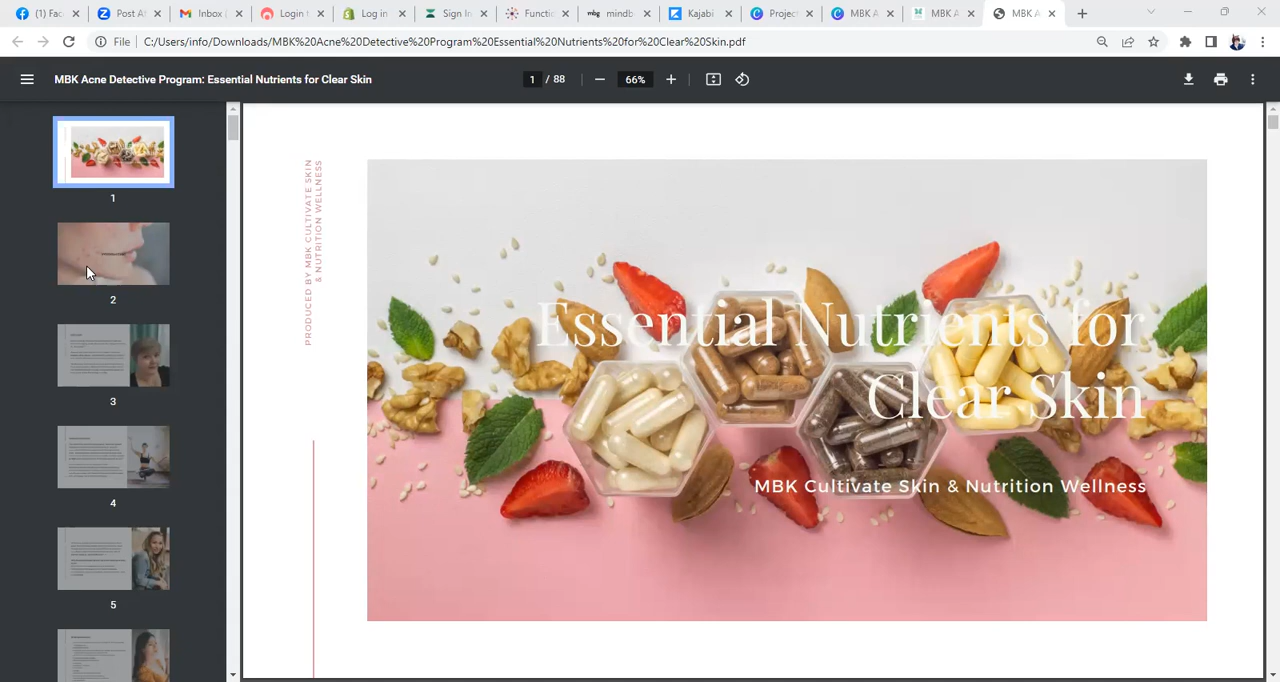 (1) Fac
Post Af
Inbox (
Login t
Log in
Sign In
Functio
mbg mindb
Kajabi
Project
MBK A
MBK A
MBK A
File C:/Users/info/Downloads/MBK%20Acne%20Detective%20Program%20Essential%20Nutrients%20for%20Clear%20Skin.pdf
MBK Acne Detective Program: Essential Nutrients for Clear Skin
1 / 88
66%
1
2
3
4
5
PRODUCED BY MBK CULTIVATE SKIN
& NUTRITION WELLNESS
Essential Nutrients for
Clear Skin
MBK Cultivate Skin & Nutrition Wellness